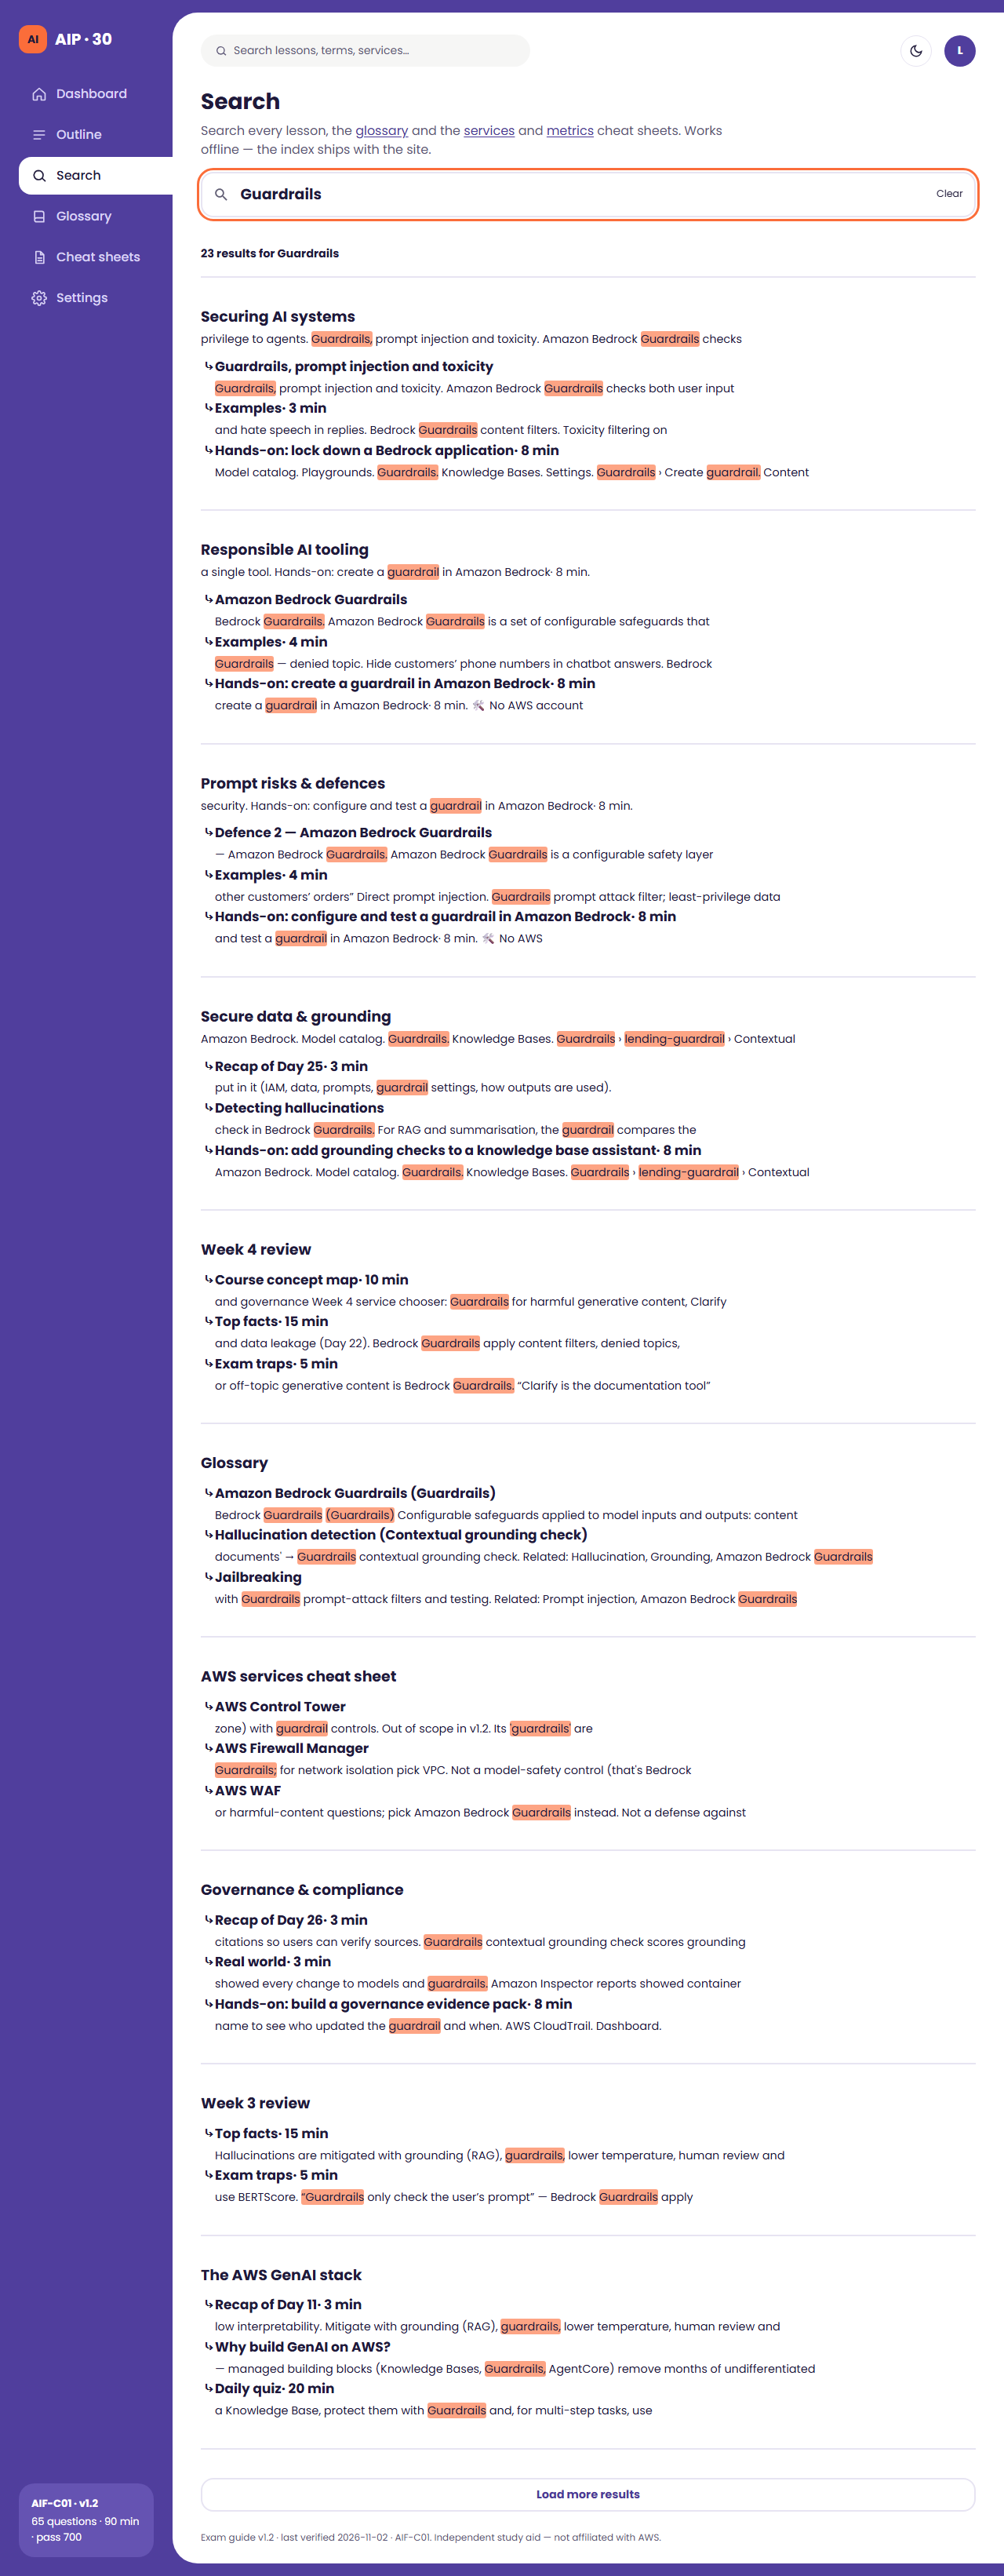 AI AIP · 30
Dashboard
Outline
Search
Glossary
Cheat sheets
Settings
AIF-C01 · v1.2
65 questions · 90 min
· pass 700
Search lessons, terms, services…
L
Search
Search every lesson, the glossary and the services and metrics cheat sheets. Works
offline — the index ships with the site.
Guardrails
Clear
23 results for Guardrails
Securing AI systems
privilege to agents. Guardrails, prompt injection and toxicity. Amazon Bedrock Guardrails checks
⤷Guardrails, prompt injection and toxicity
Guardrails, prompt injection and toxicity. Amazon Bedrock Guardrails checks both user input
⤷Examples· 3 min
and hate speech in replies. Bedrock Guardrails content filters. Toxicity filtering on
⤷Hands-on: lock down a Bedrock application· 8 min
Model catalog. Playgrounds. Guardrails. Knowledge Bases. Settings. Guardrails › Create guardrail. Content
Responsible AI tooling
a single tool. Hands-on: create a guardrail in Amazon Bedrock· 8 min.
⤷Amazon Bedrock Guardrails
Bedrock Guardrails. Amazon Bedrock Guardrails is a set of configurable safeguards that
⤷Examples· 4 min
Guardrails — denied topic. Hide customers’ phone numbers in chatbot answers. Bedrock
⤷Hands-on: create a guardrail in Amazon Bedrock· 8 min
create a guardrail in Amazon Bedrock· 8 min. 🛠 No AWS account
Prompt risks & defences
security. Hands-on: configure and test a guardrail in Amazon Bedrock· 8 min.
⤷Defence 2 — Amazon Bedrock Guardrails
— Amazon Bedrock Guardrails. Amazon Bedrock Guardrails is a configurable safety layer
⤷Examples· 4 min
other customers’ orders” Direct prompt injection. Guardrails prompt attack filter; least-privilege data
⤷Hands-on: configure and test a guardrail in Amazon Bedrock· 8 min
and test a guardrail in Amazon Bedrock· 8 min. 🛠 No AWS
Secure data & grounding
Amazon Bedrock. Model catalog. Guardrails. Knowledge Bases. Guardrails › lending-guardrail › Contextual
⤷Recap of Day 25· 3 min
put in it (IAM, data, prompts, guardrail settings, how outputs are used).
⤷Detecting hallucinations
check in Bedrock Guardrails. For RAG and summarisation, the guardrail compares the
⤷Hands-on: add grounding checks to a knowledge base assistant· 8 min
Amazon Bedrock. Model catalog. Guardrails. Knowledge Bases. Guardrails › lending-guardrail › Contextual
Week 4 review
⤷Course concept map· 10 min
and governance Week 4 service chooser: Guardrails for harmful generative content, Clarify
⤷Top facts· 15 min
and data leakage (Day 22). Bedrock Guardrails apply content filters, denied topics,
⤷Exam traps· 5 min
or off-topic generative content is Bedrock Guardrails. “Clarify is the documentation tool”
Glossary
⤷Amazon Bedrock Guardrails (Guardrails)
Bedrock Guardrails (Guardrails) Configurable safeguards applied to model inputs and outputs: content
⤷Hallucination detection (Contextual grounding check)
documents' → Guardrails contextual grounding check. Related: Hallucination, Grounding, Amazon Bedrock Guardrails
⤷Jailbreaking
with Guardrails prompt-attack filters and testing. Related: Prompt injection, Amazon Bedrock Guardrails
AWS services cheat sheet
⤷AWS Control Tower
zone) with guardrail controls. Out of scope in v1.2. Its 'guardrails' are
⤷AWS Firewall Manager
Guardrails; for network isolation pick VPC. Not a model-safety control (that's Bedrock
⤷AWS WAF
or harmful-content questions; pick Amazon Bedrock Guardrails instead. Not a defense against
Governance & compliance
⤷Recap of Day 26· 3 min
citations so users can verify sources. Guardrails contextual grounding check scores grounding
⤷Real world· 3 min
showed every change to models and guardrails. Amazon Inspector reports showed container
⤷Hands-on: build a governance evidence pack· 8 min
name to see who updated the guardrail and when. AWS CloudTrail. Dashboard.
Week 3 review
⤷Top facts· 15 min
Hallucinations are mitigated with grounding (RAG), guardrails, lower temperature, human review and
⤷Exam traps· 5 min
use BERTScore. “Guardrails only check the user’s prompt” — Bedrock Guardrails apply
The AWS GenAI stack
⤷Recap of Day 11· 3 min
low interpretability. Mitigate with grounding (RAG), guardrails, lower temperature, human review and
⤷Why build GenAI on AWS?
— managed building blocks (Knowledge Bases, Guardrails, AgentCore) remove months of undifferentiated
⤷Daily quiz· 20 min
a Knowledge Base, protect them with Guardrails and, for multi-step tasks, use
Load more results
Exam guide v1.2 · last verified 2026-11-02 · AIF-C01. Independent study aid — not affiliated with AWS.